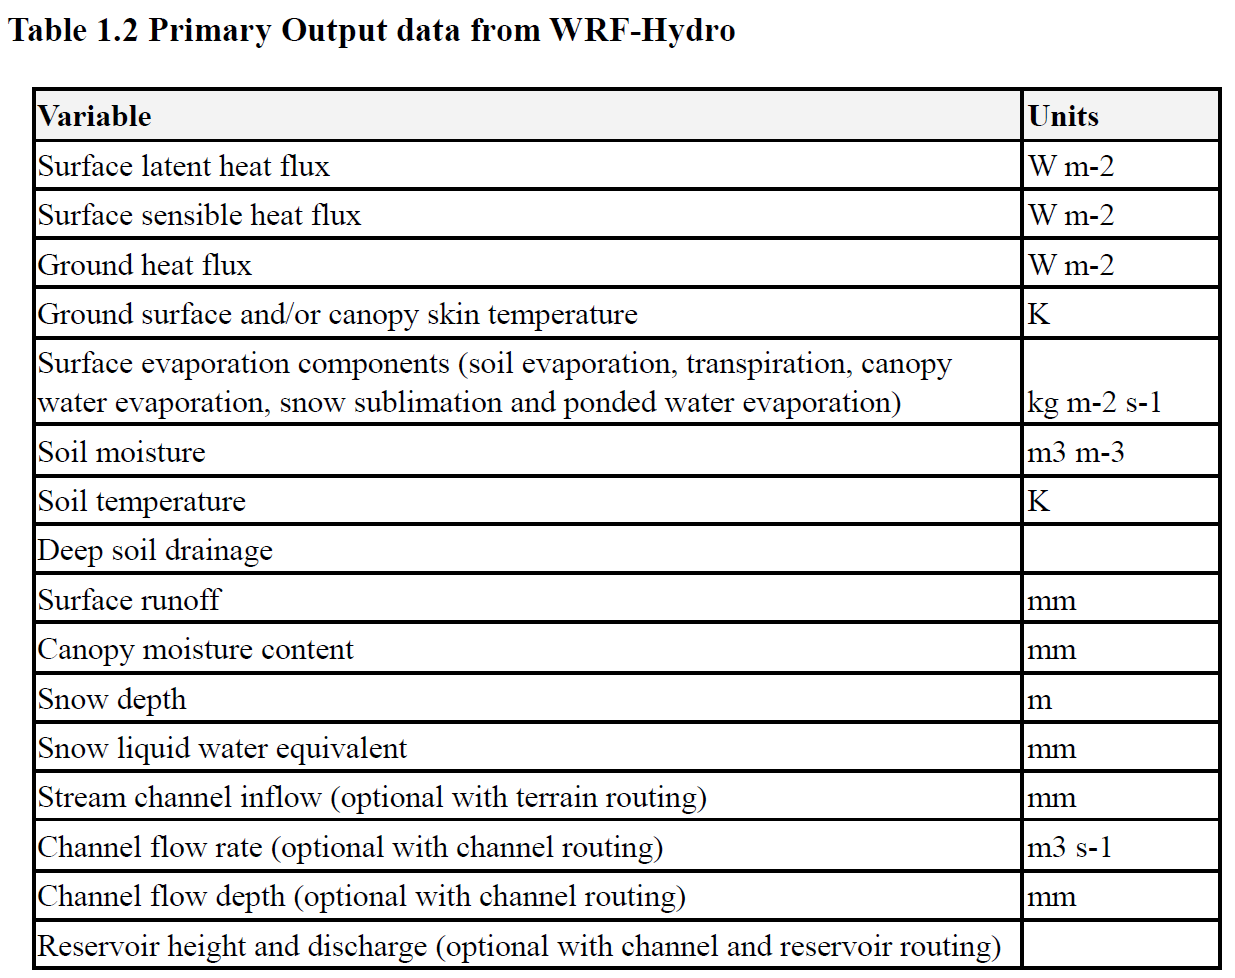 Table 1.2 Primary Output data from WRF-Hydro
Variable Units
Surface latent heat flux W m-2
Surface sensible heat flux W m-2
Ground heat flux W m-2
Ground surface and/or canopy skin temperature K
Surface evaporation components (soil evaporation, transpiration, canopy
water evaporation, snow sublimation and ponded water evaporation) kg m-2 s-1
Soil moisture m3 m-3
Soil temperature K
Deep soil drainage
Surface runoff mm
Canopy moisture content mm
Snow depth m
Snow liquid water equivalent mm
Stream channel inflow (optional with terrain routing) mm
Channel flow rate (optional with channel routing) m3 s-1
Channel flow depth (optional with channel routing) mm
Reservoir height and discharge (optional with channel and reservoir routing)